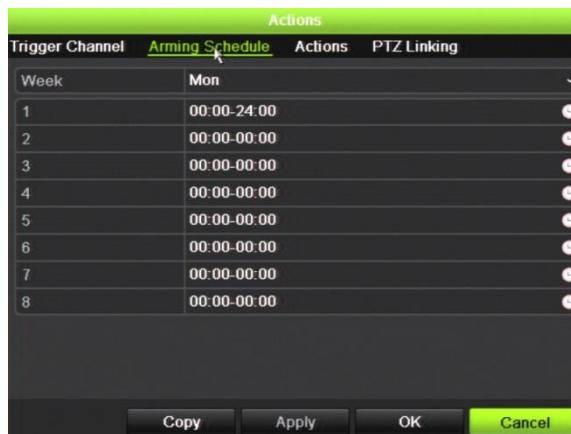 Actions
Trigger Channel Arming Schedule Actions PTZ Linking
Week Mon
1 00:00-24:00
2 00:00-00:00
3 00:00-00:00
4 00:00-00:00
5 00:00-00:00
6 00:00-00:00
7 00:00-00:00
8 00:00-00:00
Copy Apply OK Cancel